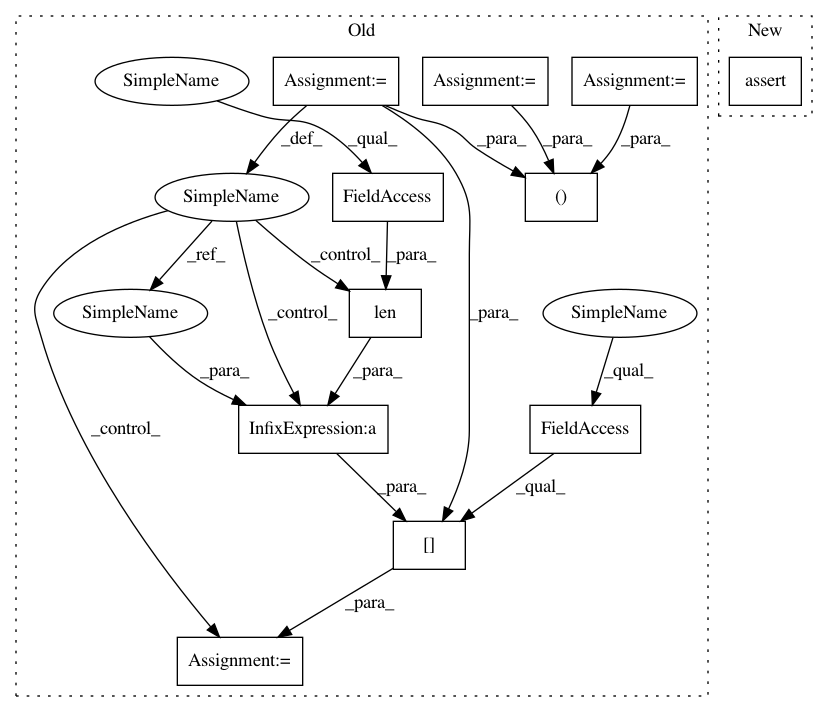 Old
New
SimpleName
Assignment:=
Assignment:=
Assignment:=
assert
_def_
_qual_
_para_
_para_
_para_
SimpleName
FieldAccess
()
_ref_
_control_
_para_
SimpleName
_control_
len
_para_
SimpleName
_para_
_para_
_qual_
_control_
InfixExpression:a
FieldAccess
_para_
_qual_
[]
_para_
Assignment:=